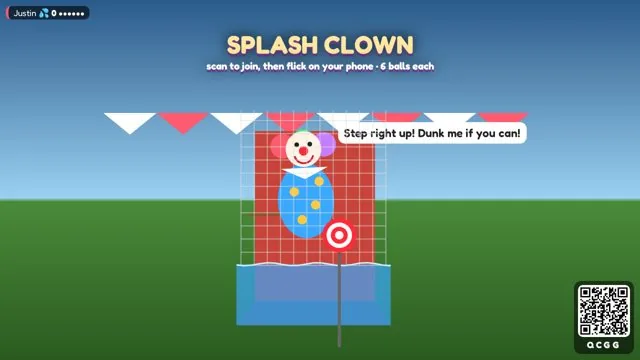 Justin 💦 0 ●●●●●●
SPLASH CLOWN
scan to join, then flick on your phone · 6 balls each
Step right up! Dunk me if you can!
QCGG